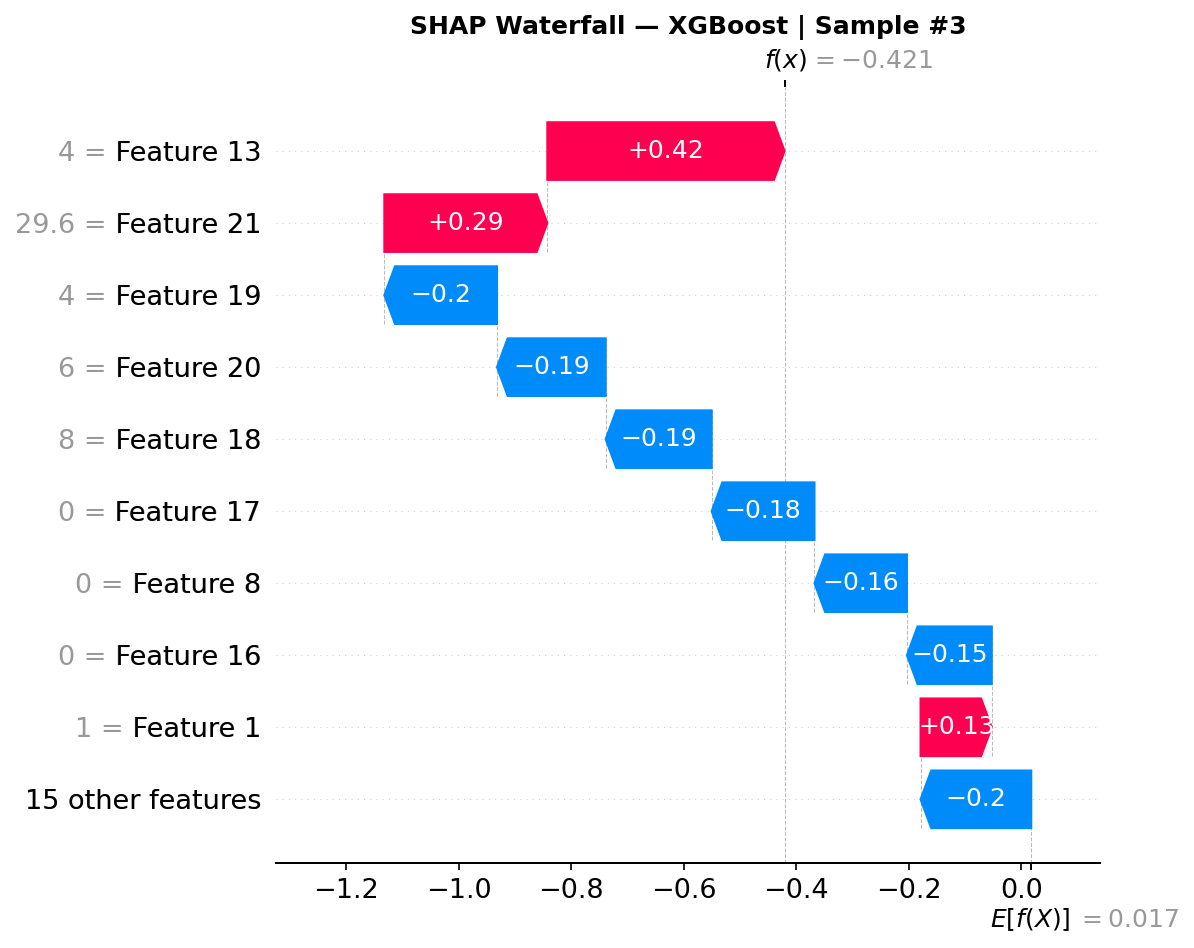 SHAP Waterfall — XGBoost | Sample #3
f(x) = −0.421
4 = Feature 13 +0.42
29.6 = Feature 21 +0.29
4 = Feature 19 −0.2
6 = Feature 20 −0.19
8 = Feature 18 −0.19
0 = Feature 17 −0.18
0 = Feature 8 −0.16
0 = Feature 16 −0.15
1 = Feature 1 +0.13
15 other features −0.2
−1.2 −1.0 −0.8 −0.6 −0.4 −0.2 0.0
E[f(X)] = 0.017